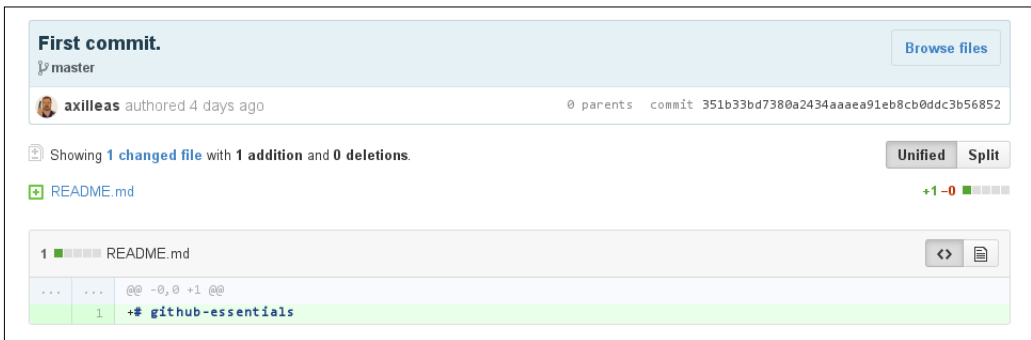 First commit.
Browse files
master
axilleas authored 4 days ago 0 parents commit 351b33bd7380a2434aaaea91eb8cb0ddc3b56852
Showing 1 changed file with 1 addition and 0 deletions. Unified Split
README.md +1 −0
1 README.md <>
... ... @@ -0,0 +1 @@
1 +# github-essentials